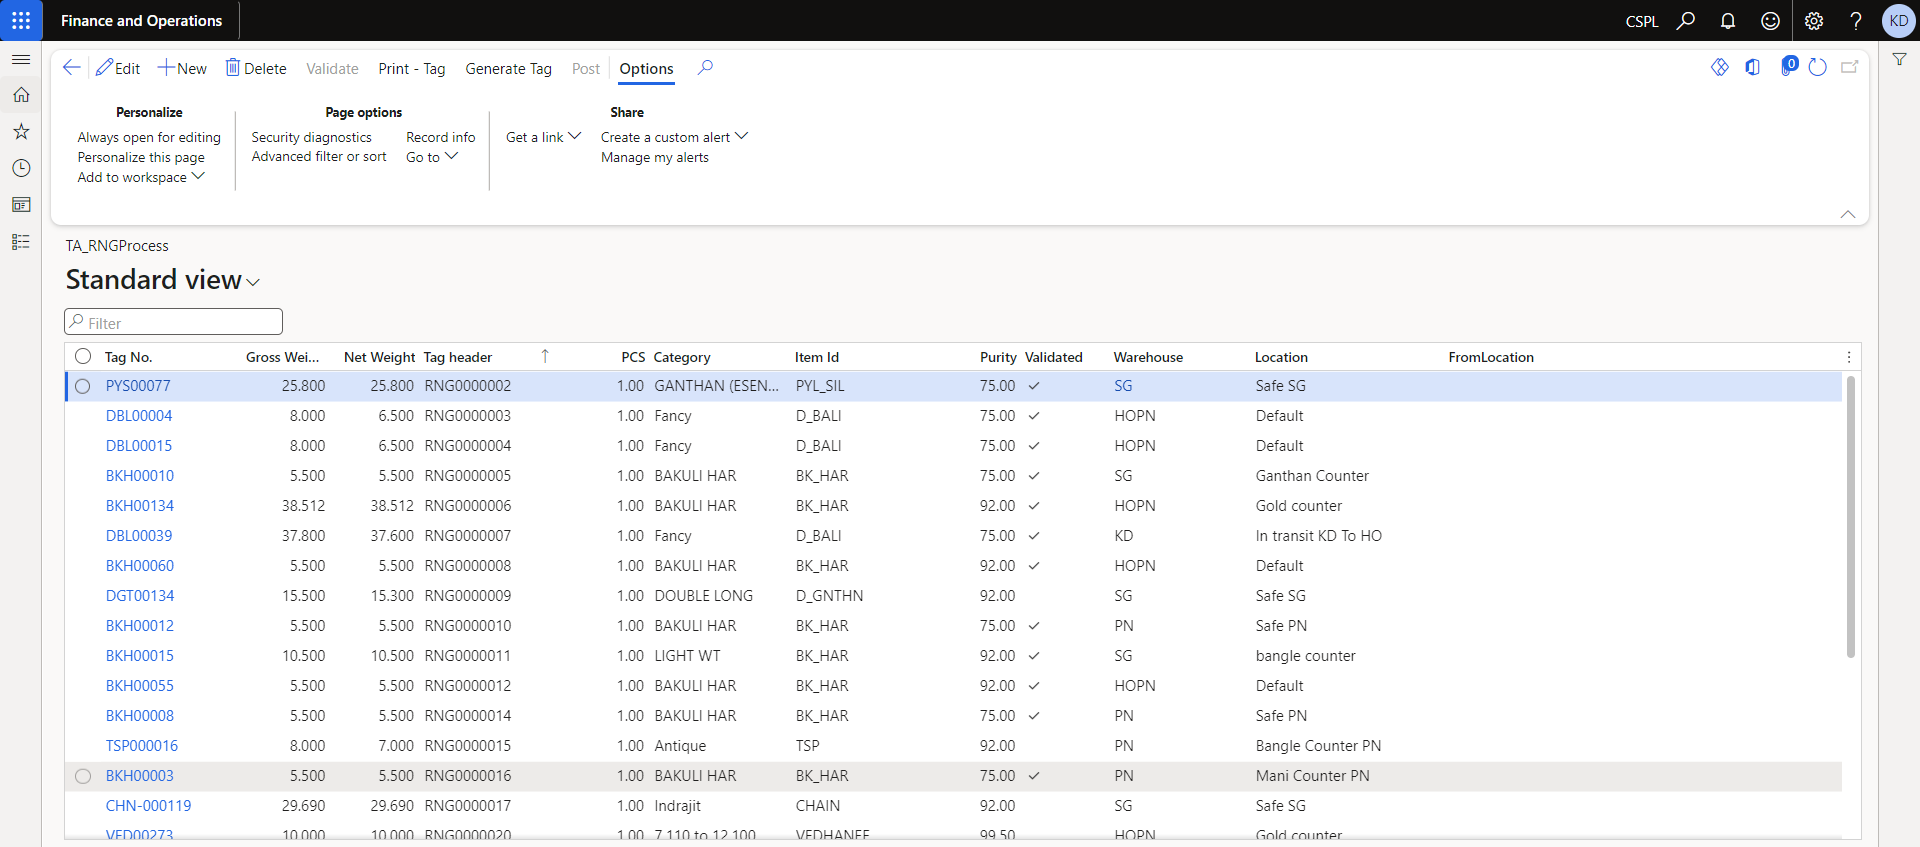 Finance and Operations CSPL KD
Edit New Delete Validate Print - Tag Generate Tag Post Options 0
Personalize Page options Share
Always open for editing Security diagnostics Record info Get a link Create a custom alert
Personalize this page Advanced filter or sort Go to Manage my alerts
Add to workspace
TA_RNGProcess
Standard view
Filter
Tag No. Gross Wei... Net Weight Tag header PCS Category Item Id Purity Validated Warehouse Location FromLocation
PYS00077 25.800 25.800 RNG0000002 1.00 GANTHAN (ESEN... PYL_SIL 75.00 SG Safe SG
DBL00004 8.000 6.500 RNG0000003 1.00 Fancy D_BALI 75.00 HOPN Default
DBL00015 8.000 6.500 RNG0000004 1.00 Fancy D_BALI 75.00 HOPN Default
BKH00010 5.500 5.500 RNG0000005 1.00 BAKULI HAR BK_HAR 75.00 SG Ganthan Counter
BKH00134 38.512 38.512 RNG0000006 1.00 BAKULI HAR BK_HAR 92.00 HOPN Gold counter
DBL00039 37.800 37.600 RNG0000007 1.00 Fancy D_BALI 75.00 KD In transit KD To HO
BKH00060 5.500 5.500 RNG0000008 1.00 BAKULI HAR BK_HAR 92.00 HOPN Default
DGT00134 15.500 15.300 RNG0000009 1.00 DOUBLE LONG D_GNTHN 92.00 SG Safe SG
BKH00012 5.500 5.500 RNG0000010 1.00 BAKULI HAR BK_HAR 75.00 PN Safe PN
BKH00015 10.500 10.500 RNG0000011 1.00 LIGHT WT BK_HAR 92.00 SG bangle counter
BKH00055 5.500 5.500 RNG0000012 1.00 BAKULI HAR BK_HAR 92.00 HOPN Default
BKH00008 5.500 5.500 RNG0000014 1.00 BAKULI HAR BK_HAR 75.00 PN Safe PN
TSP000016 8.000 7.000 RNG0000015 1.00 Antique TSP 92.00 PN Bangle Counter PN
BKH00003 5.500 5.500 RNG0000016 1.00 BAKULI HAR BK_HAR 75.00 PN Mani Counter PN
CHN-000119 29.690 29.690 RNG0000017 1.00 Indrajit CHAIN 92.00 SG Safe SG
VED00273 10.000 10.000 RNG0000020 1.00 7.110 to 12.100 VEDHANEE 99.50 HOPN Gold counter